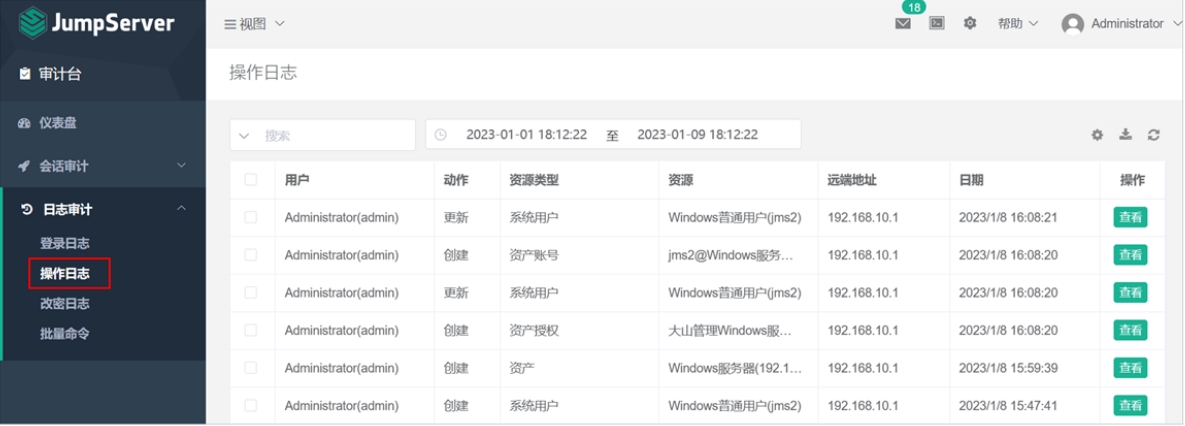 JumpServer
视图
18
帮助
Administrator
审计台
仪表盘
会话审计
日志审计
登录日志
操作日志
改密日志
批量命令
操作日志
搜索
2023-01-01 18:12:22 至 2023-01-09 18:12:22
用户 动作 资源类型 资源 远端地址 日期 操作
Administrator(admin) 更新 系统用户 Windows普通用户(jms2) 192.168.10.1 2023/1/8 16:08:21 查看
Administrator(admin) 创建 资产账号 jms2@Windows服务... 192.168.10.1 2023/1/8 16:08:20 查看
Administrator(admin) 更新 系统用户 Windows普通用户(jms2) 192.168.10.1 2023/1/8 16:08:20 查看
Administrator(admin) 创建 资产授权 大山管理Windows服... 192.168.10.1 2023/1/8 16:08:20 查看
Administrator(admin) 创建 资产 Windows服务器(192.1... 192.168.10.1 2023/1/8 15:59:39 查看
Administrator(admin) 创建 系统用户 Windows普通用户(jms2) 192.168.10.1 2023/1/8 15:47:41 查看